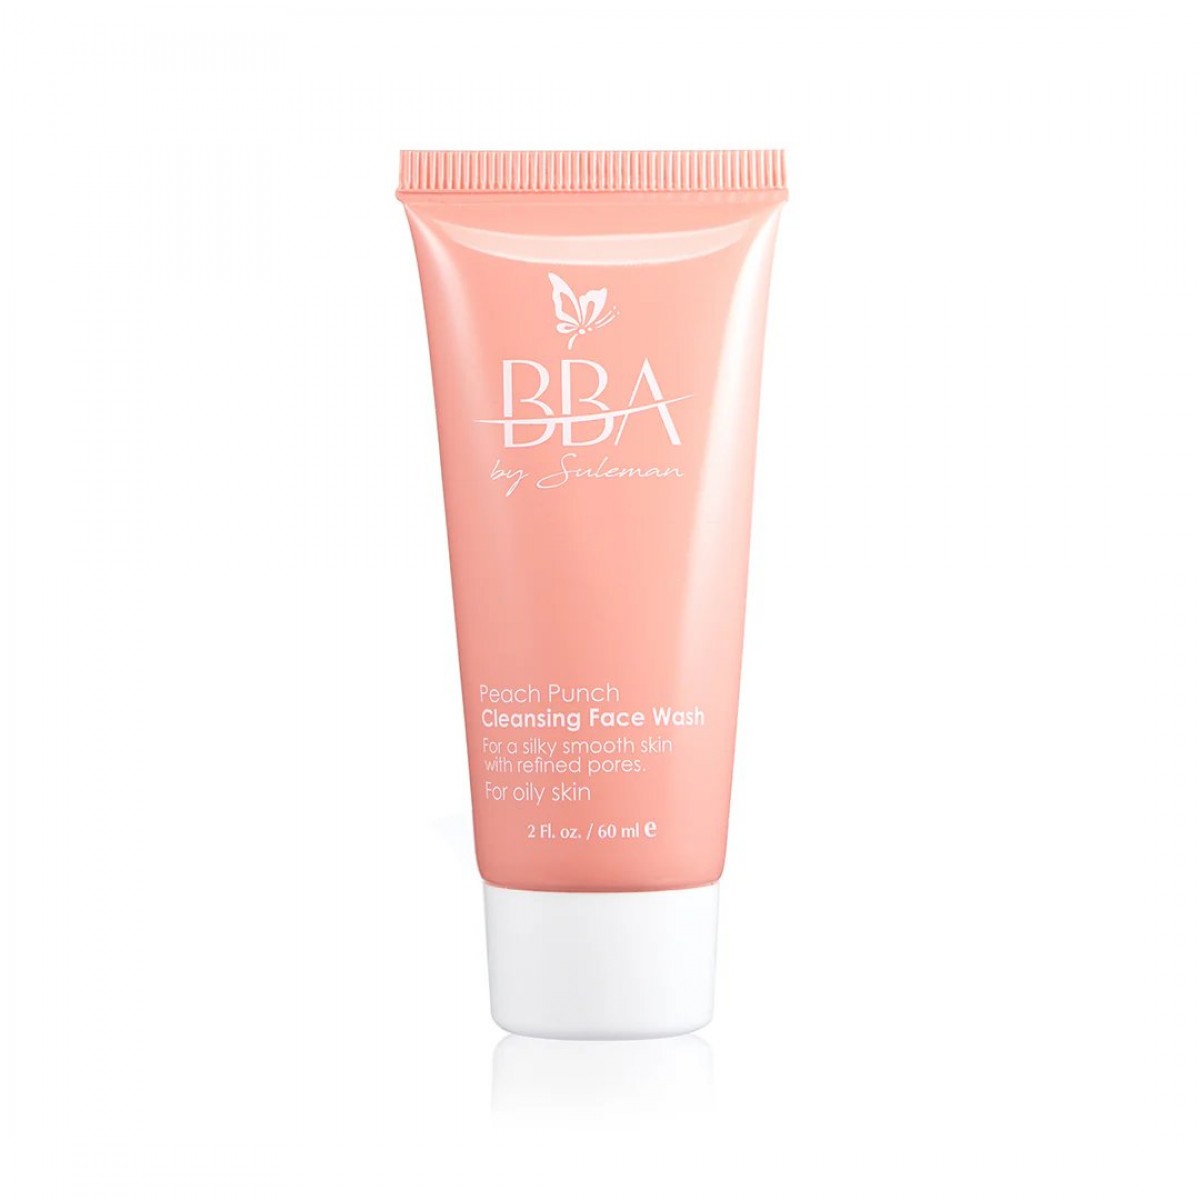 BBA
by Suleman
Peach Punch
Cleansing Face Wash
For a silky smooth skin
with refined pores.
For oily skin
2 Fl. oz. / 60 ml e